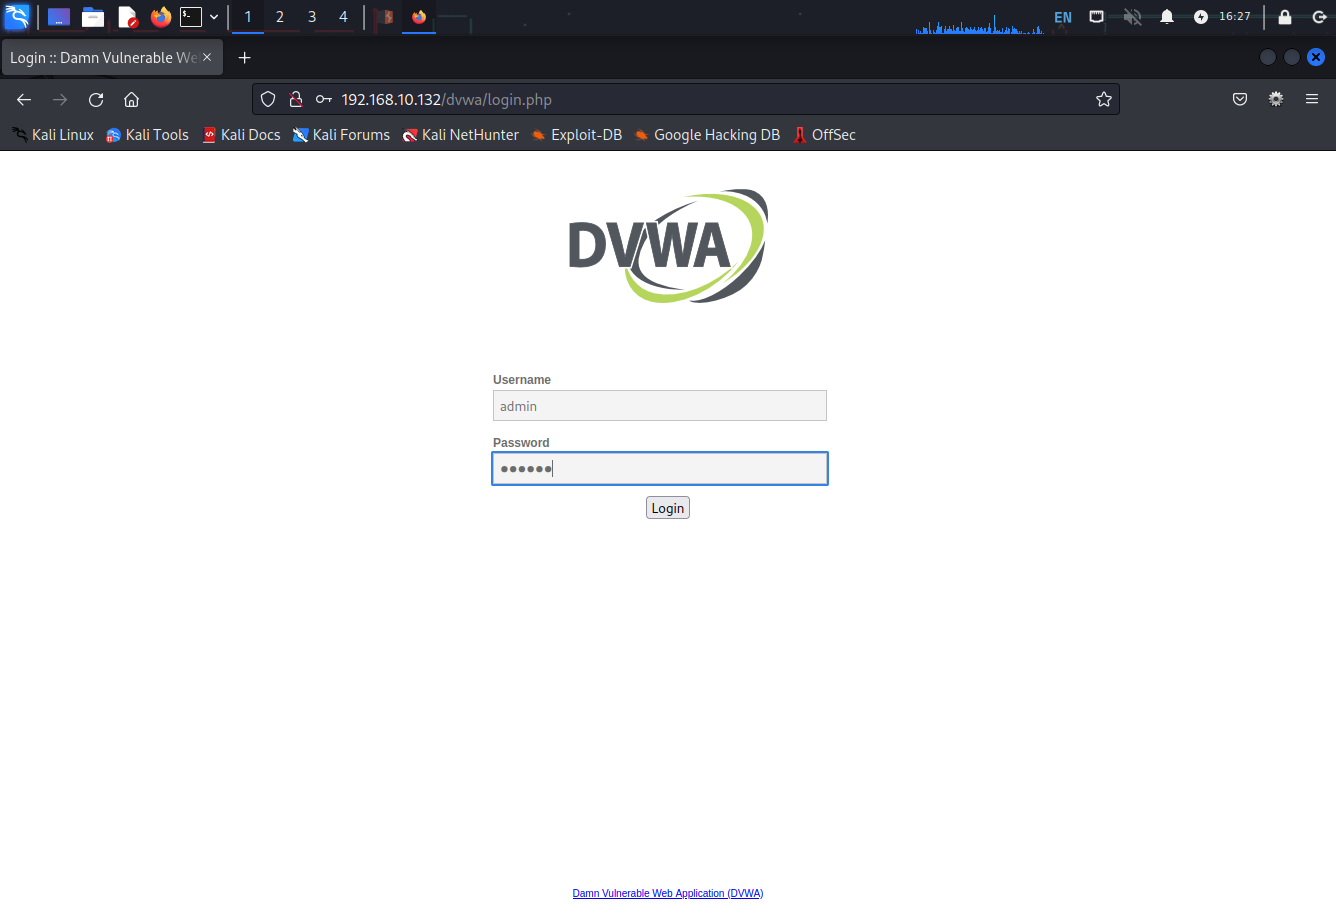 1 2 3 4 EN 16:27
Login :: Damn Vulnerable We
192.168.10.132/dvwa/login.php
Kali Linux Kali Tools Kali Docs Kali Forums Kali NetHunter Exploit-DB Google Hacking DB OffSec
DVWA
Username
admin
Password
Login
Damn Vulnerable Web Application (DVWA)